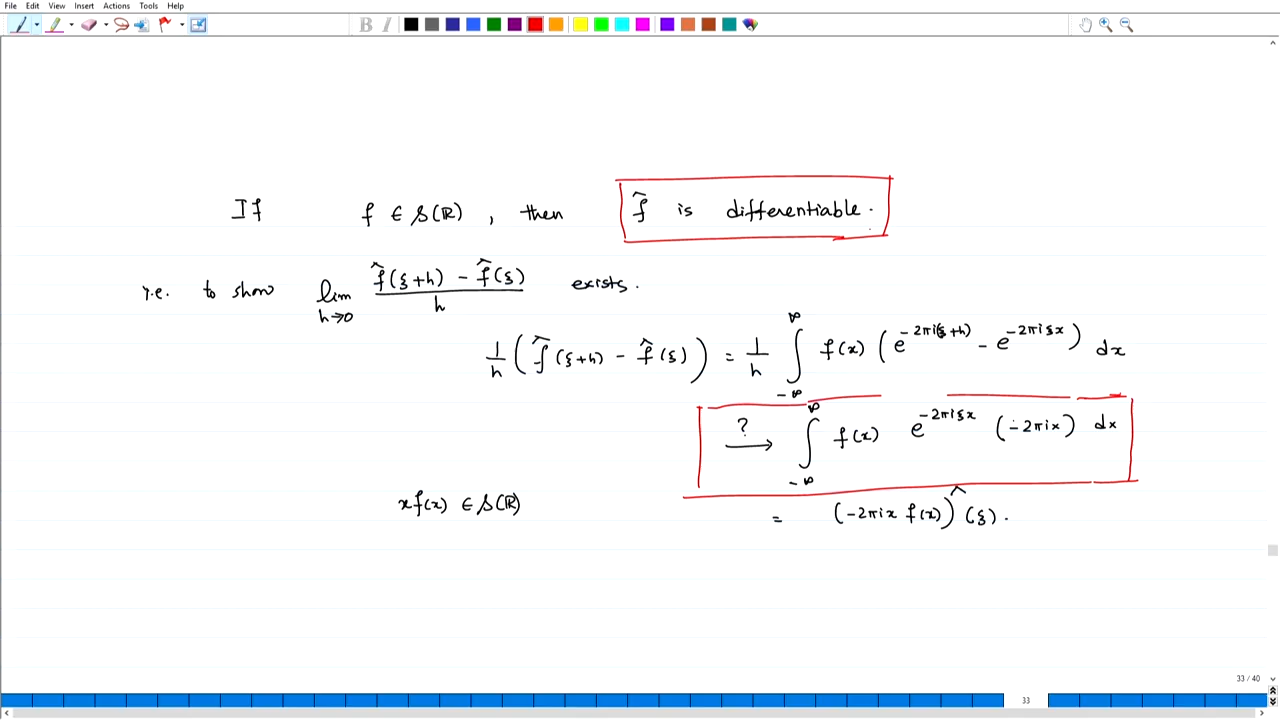 File Edit View Insert Actions Tools Help
B I
If f ∈ S(ℝ), then f̂ is differentiable.
i.e. to show lim_{h→0} (f̂(ξ+h) - f̂(ξ))/h exists.
1/h (f̂(ξ+h) - f̂(ξ)) = 1/h ∫_{-∞}^{∞} f(x) (e^{-2πi(ξ+h)} - e^{-2πiξx}) dx
?→ ∫_{-∞}^{∞} f(x) e^{-2πiξx} (-2πix) dx
xf(x) ∈ S(ℝ) = (-2πix f(x))^ (ξ).
33 / 40
33